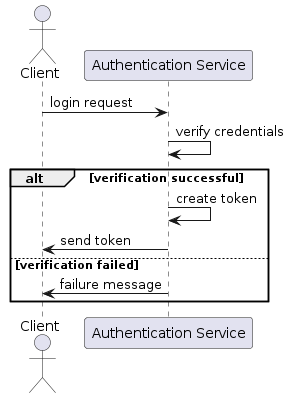 Client
Authentication Service
login request
verify credentials
alt
[verification successful]
create token
send token
[verification failed]
failure message
Client
Authentication Service